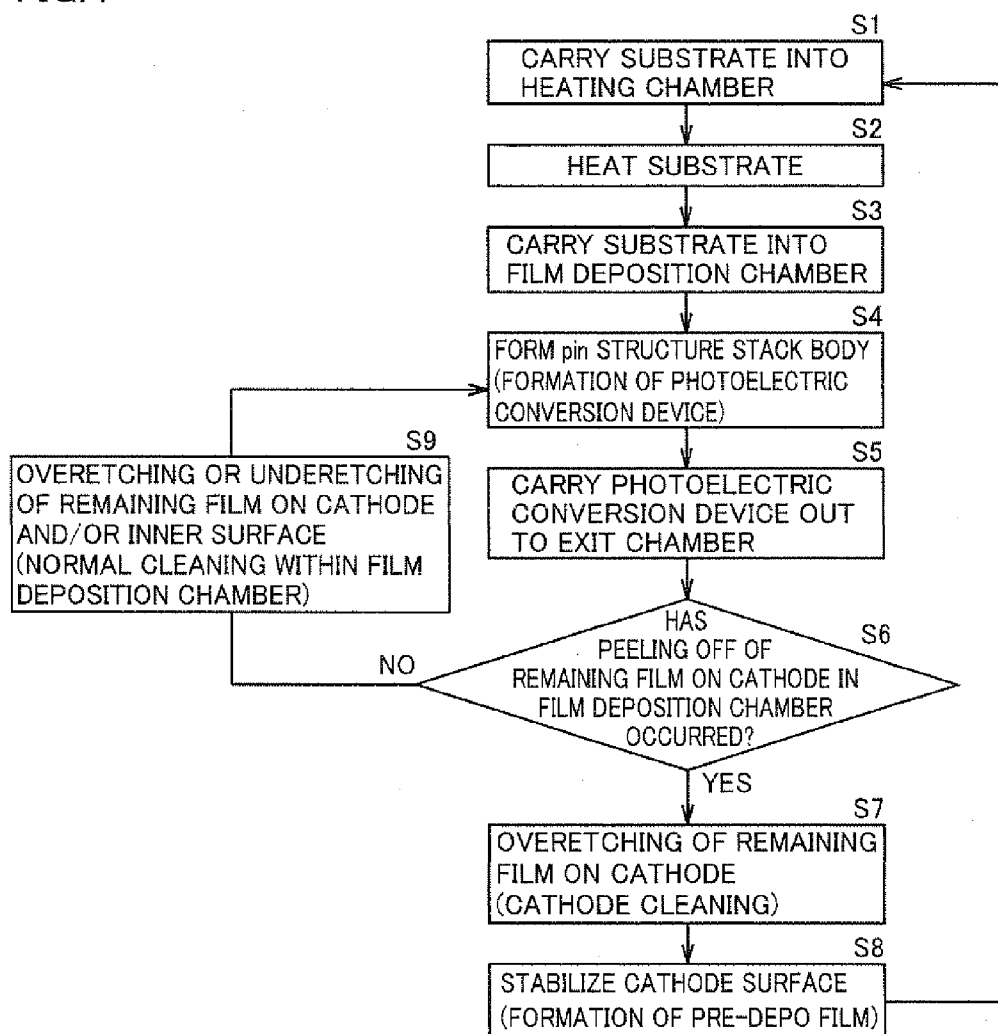 S1
CARRY SUBSTRATE INTO
HEATING CHAMBER
S2
HEAT SUBSTRATE
S3
CARRY SUBSTRATE INTO
FILM DEPOSITION CHAMBER
S4
FORM pin STRUCTURE STACK BODY
(FORMATION OF PHOTOELECTRIC
CONVERSION DEVICE)
S9
OVERETCHING OR UNDERETCHING
OF REMAINING FILM ON CATHODE
AND/OR INNER SURFACE
(NORMAL CLEANING WITHIN FILM
DEPOSITION CHAMBER)
S5
CARRY PHOTOELECTRIC
CONVERSION DEVICE OUT
TO EXIT CHAMBER
S6
HAS
PEELING OFF OF
REMAINING FILM ON CATHODE IN
FILM DEPOSITION CHAMBER
OCCURRED?
NO
YES
S7
OVERETCHING OF REMAINING
FILM ON CATHODE
(CATHODE CLEANING)
S8
STABILIZE CATHODE SURFACE
(FORMATION OF PRE-DEPO FILM)